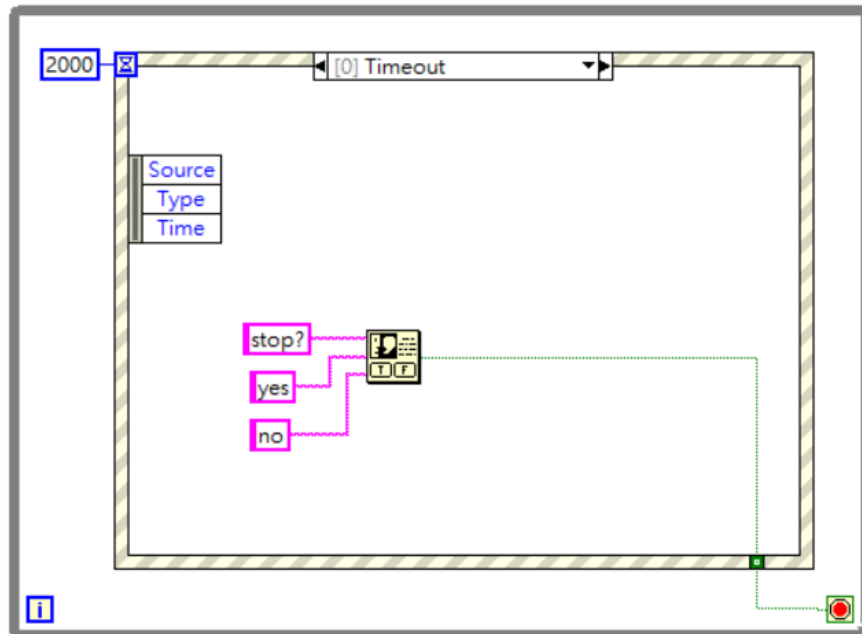 2000
[0] Timeout
Source
Type
Time
stop?
yes
no
T F
i